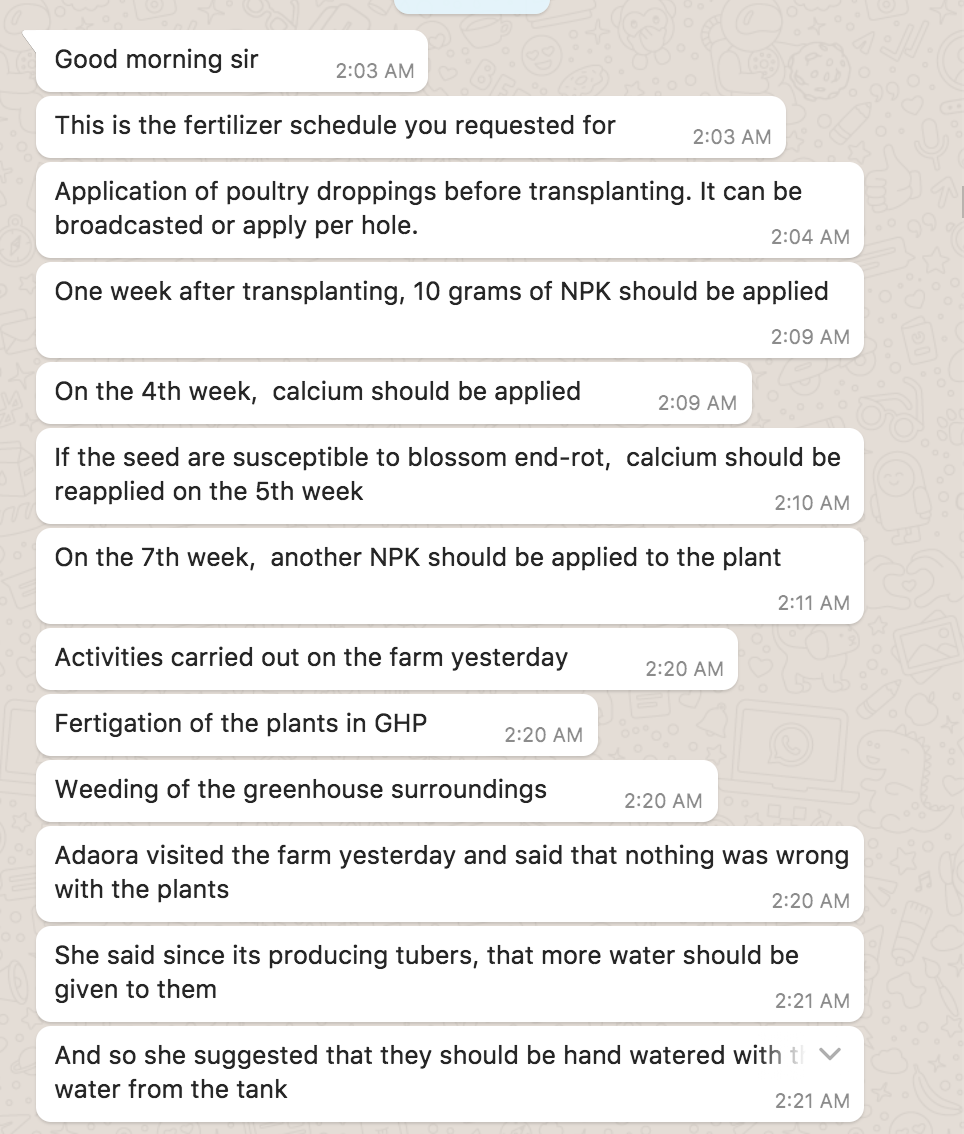 Good morning sir
2:03 AM
This is the fertilizer schedule you requested for
2:03 AM
Application of poultry droppings before transplanting. It can be
broadcasted or apply per hole.
2:04 AM
One week after transplanting, 10 grams of NPK should be applied
2:09 AM
On the 4th week,  calcium should be applied
2:09 AM
If the seed are susceptible to blossom end-rot,  calcium should be
reapplied on the 5th week
2:10 AM
On the 7th week,  another NPK should be applied to the plant
2:11 AM
Activities carried out on the farm yesterday
2:20 AM
Fertigation of the plants in GHP
2:20 AM
Weeding of the greenhouse surroundings
2:20 AM
Adaora visited the farm yesterday and said that nothing was wrong
with the plants
2:20 AM
She said since its producing tubers, that more water should be
given to them
2:21 AM
And so she suggested that they should be hand watered with
water from the tank
2:21 AM